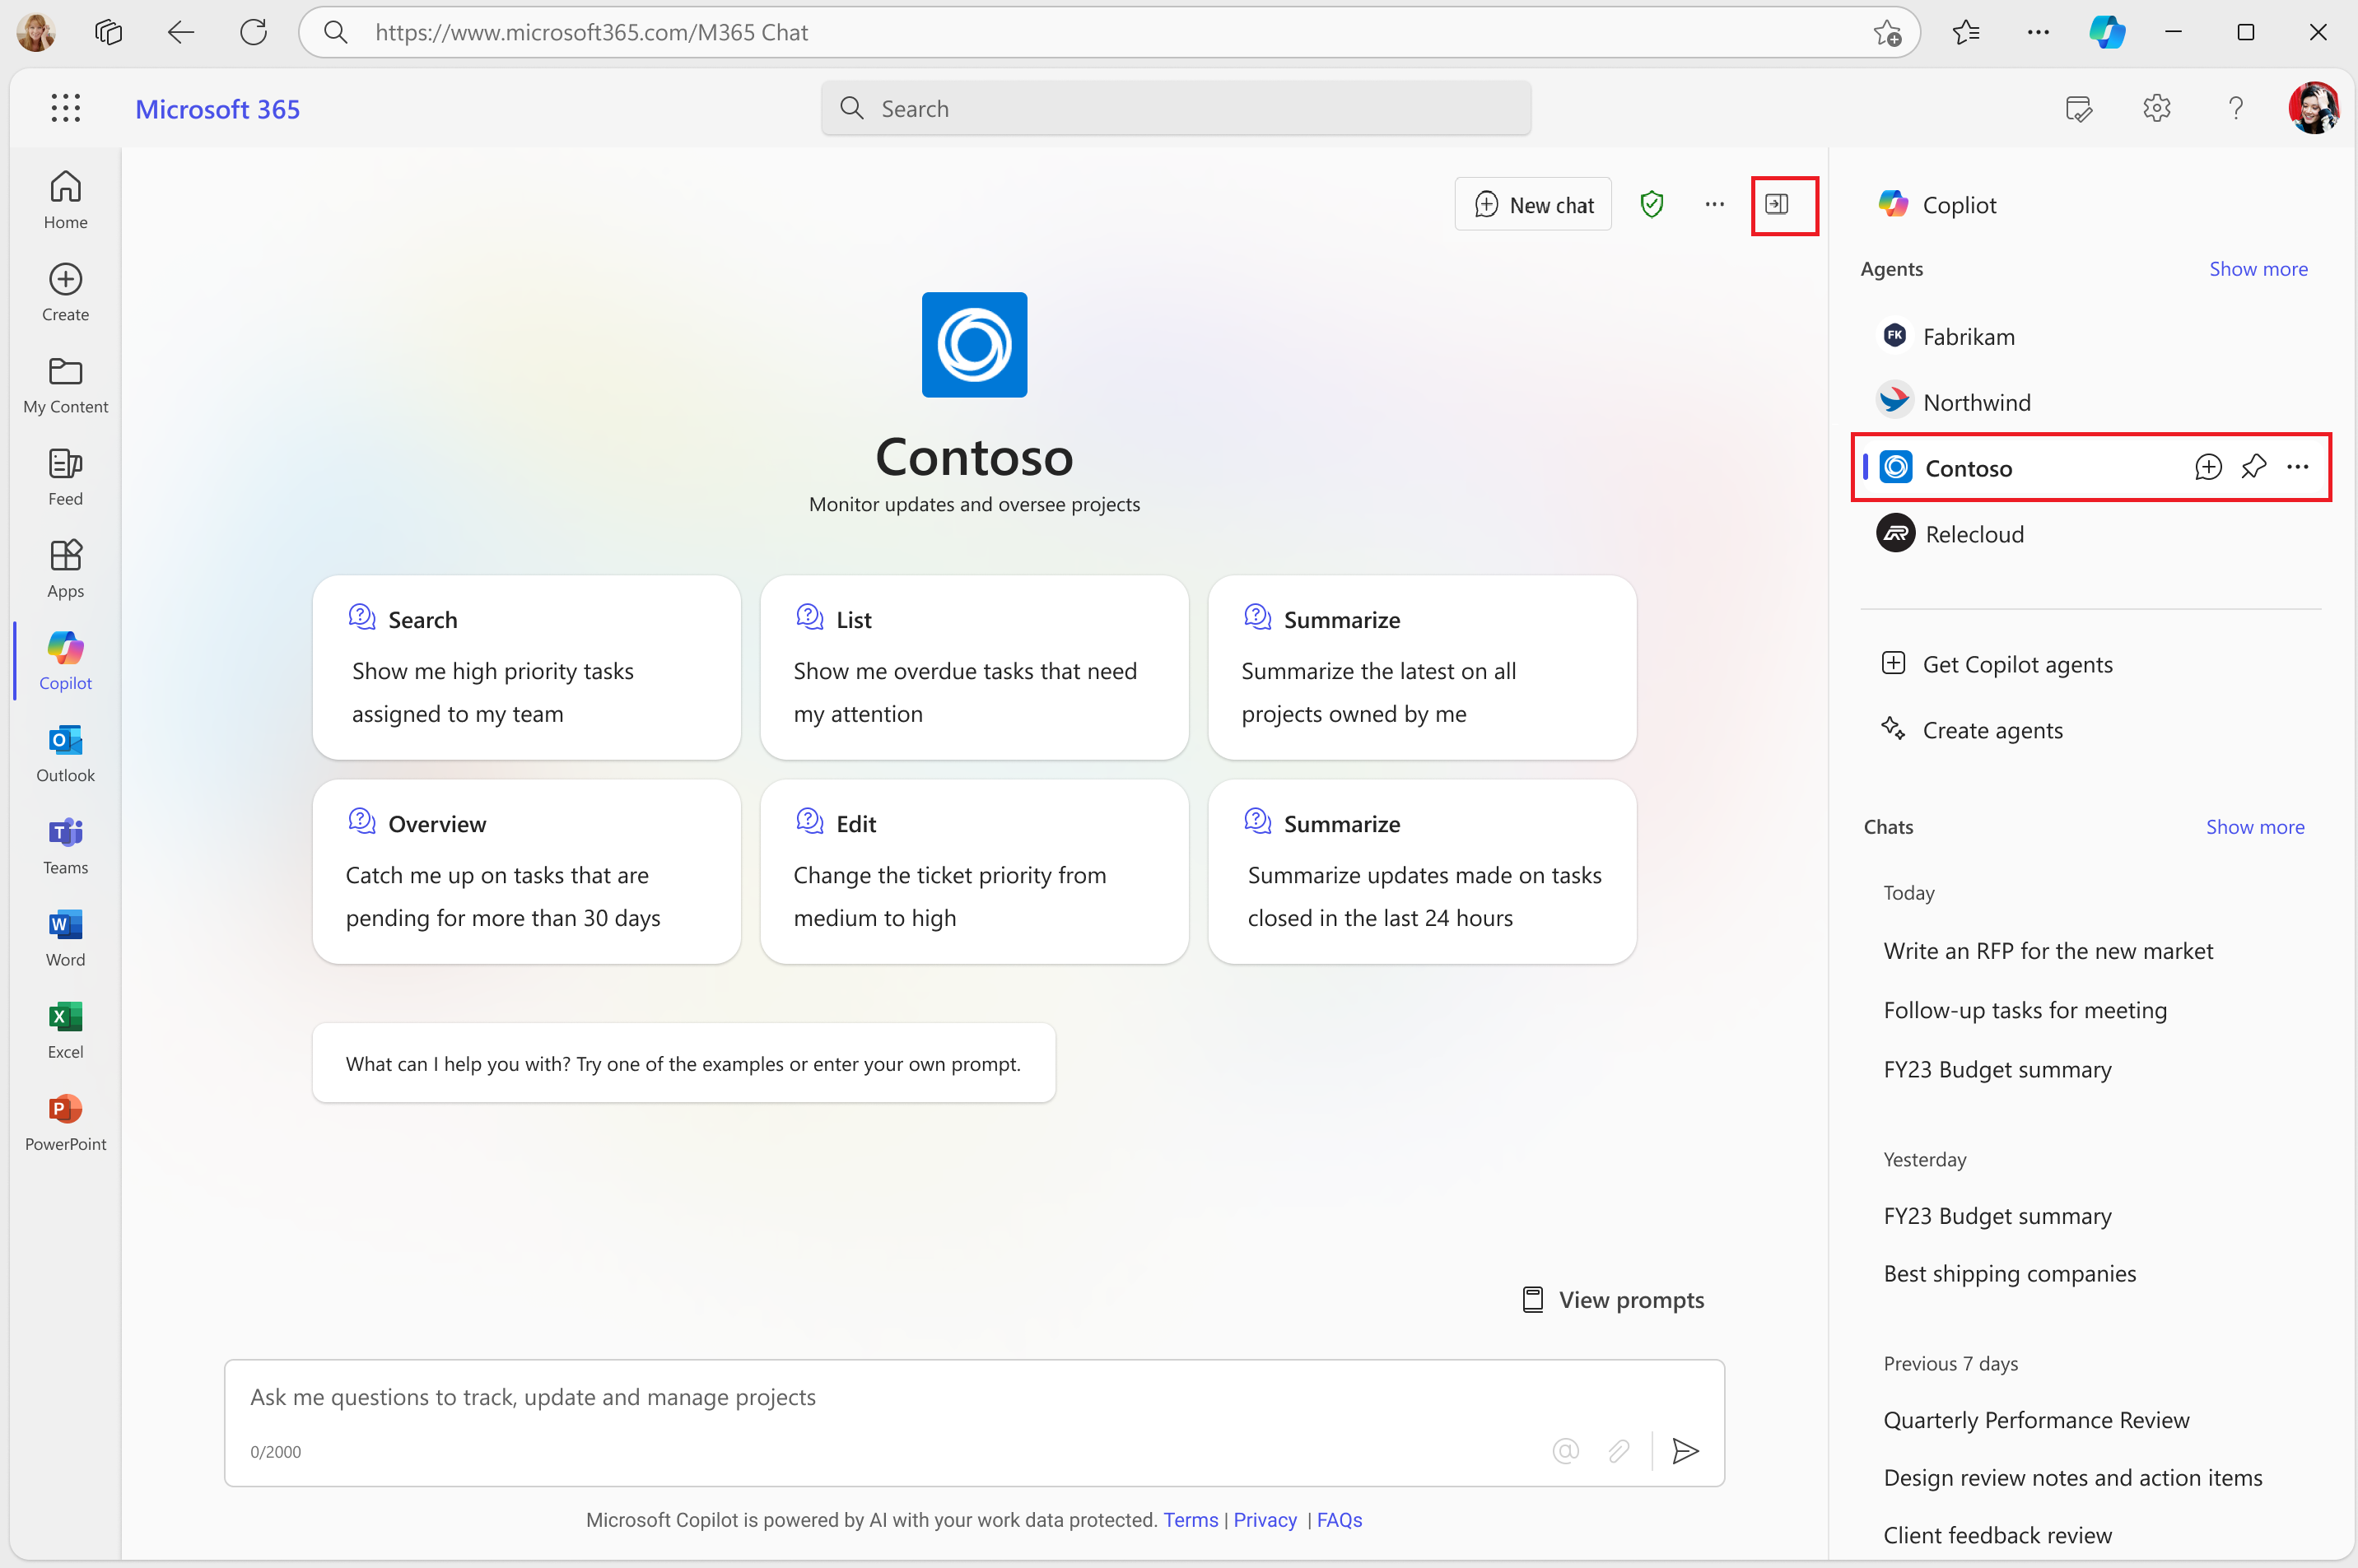 https://www.microsoft365.com/M365 Chat
Microsoft 365
Search
Home
Create
My Content
Feed
Apps
Copilot
Outlook
Teams
Word
Excel
PowerPoint
New chat
Contoso
Monitor updates and oversee projects
Search
Show me high priority tasks
assigned to my team
List
Show me overdue tasks that need
my attention
Summarize
Summarize the latest on all
projects owned by me
Overview
Catch me up on tasks that are
pending for more than 30 days
Edit
Change the ticket priority from
medium to high
Summarize
Summarize updates made on tasks
closed in the last 24 hours
What can I help you with? Try one of the examples or enter your own prompt.
View prompts
Ask me questions to track, update and manage projects
0/2000
Microsoft Copilot is powered by AI with your work data protected. Terms | Privacy | FAQs
Copliot
Agents
Show more
FK
Fabrikam
Northwind
Contoso
Relecloud
Get Copilot agents
Create agents
Chats
Show more
Today
Write an RFP for the new market
Follow-up tasks for meeting
FY23 Budget summary
Yesterday
FY23 Budget summary
Best shipping companies
Previous 7 days
Quarterly Performance Review
Design review notes and action items
Client feedback review